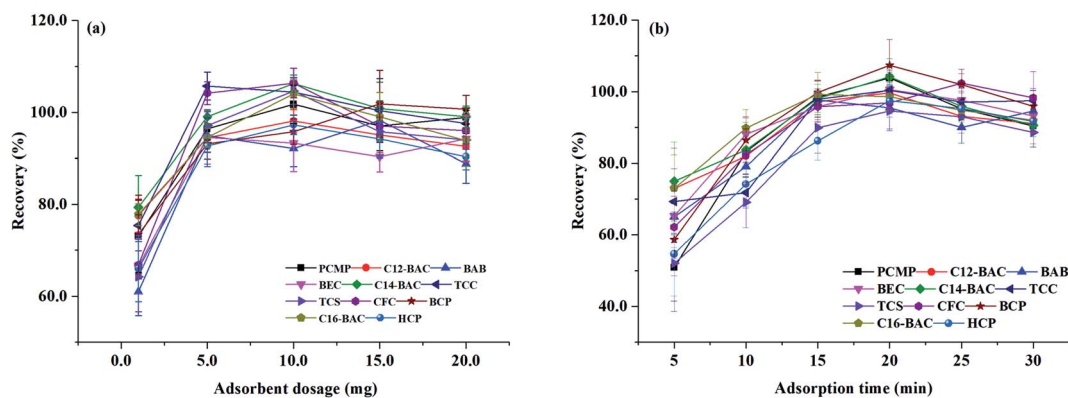 (a)
120.0
100.0
80.0
60.0
Recovery (%)
PCMP C12-BAC BAB
BEC C14-BAC TCC
TCS CFC BCP
C16-BAC HCP
0.0 5.0 10.0 15.0 20.0
Adsorbent dosage (mg)
(b)
120.0
100.0
80.0
60.0
40.0
30.0
Recovery (%)
PCMP C12-BAC BAB
BEC C14-BAC TCC
TCS CFC BCP
C16-BAC HCP
5 10 15 20 25 30
Adsorption time (min)